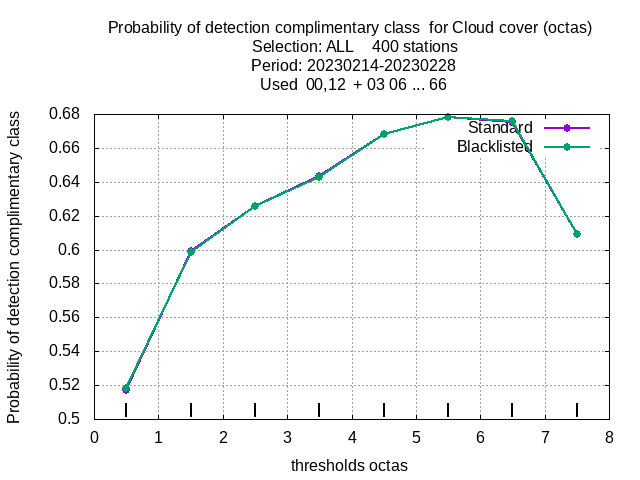 Probability of detection complimentary class  for Cloud cover (octas)
Selection: ALL    400 stations
Period: 20230214-20230228
Used  00,12  + 03 06 ... 66
Probability of detection complimentary class
0.68
0.66
0.64
0.62
0.6
0.58
0.56
0.54
0.52
0.5
Standard
Blacklisted
0 1 2 3 4 5 6 7 8
thresholds octas